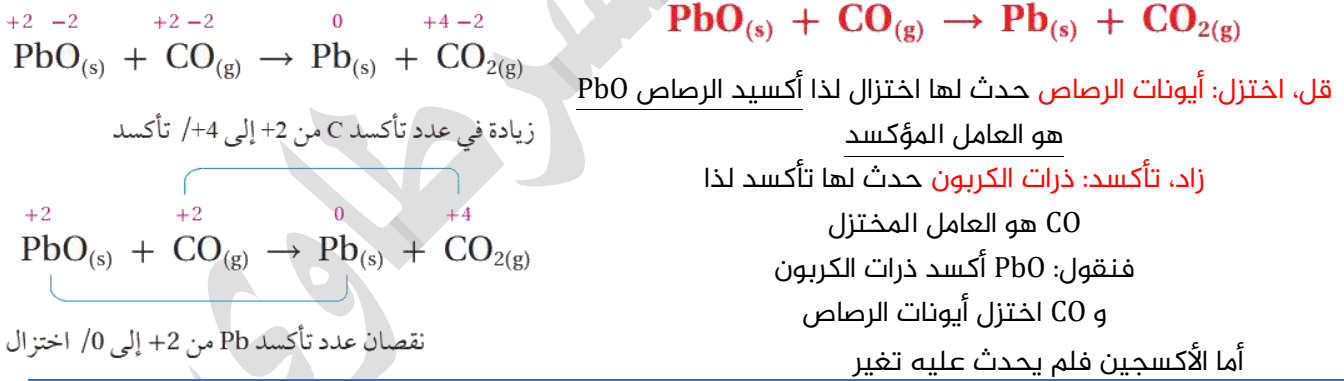 PbO(s) + CO(g) → Pb(s) + CO2(g)
قل، اختزل: أيونات الرصاص حدث لها اختزال لذا أكسيد الرصاص PbO
هو العامل المؤكسد
زاد، تأكسد: ذرات الكربون حدث لها تأكسد لذا
CO هو العامل المختزل
فنقول: PbO أكسد ذرات الكربون
و CO اختزل أيونات الرصاص
أما الأكسجين فلم يحدث عليه تغير
+2 −2 +2 −2 0 +4 −2
PbO(s) + CO(g) → Pb(s) + CO2(g)
زيادة في عدد تأكسد C من 2+ إلى 4+/ تأكسد
+2 +2 0 +4
PbO(s) + CO(g) → Pb(s) + CO2(g)
نقصان عدد تأكسد Pb من 2+ إلى 0/ اختزال